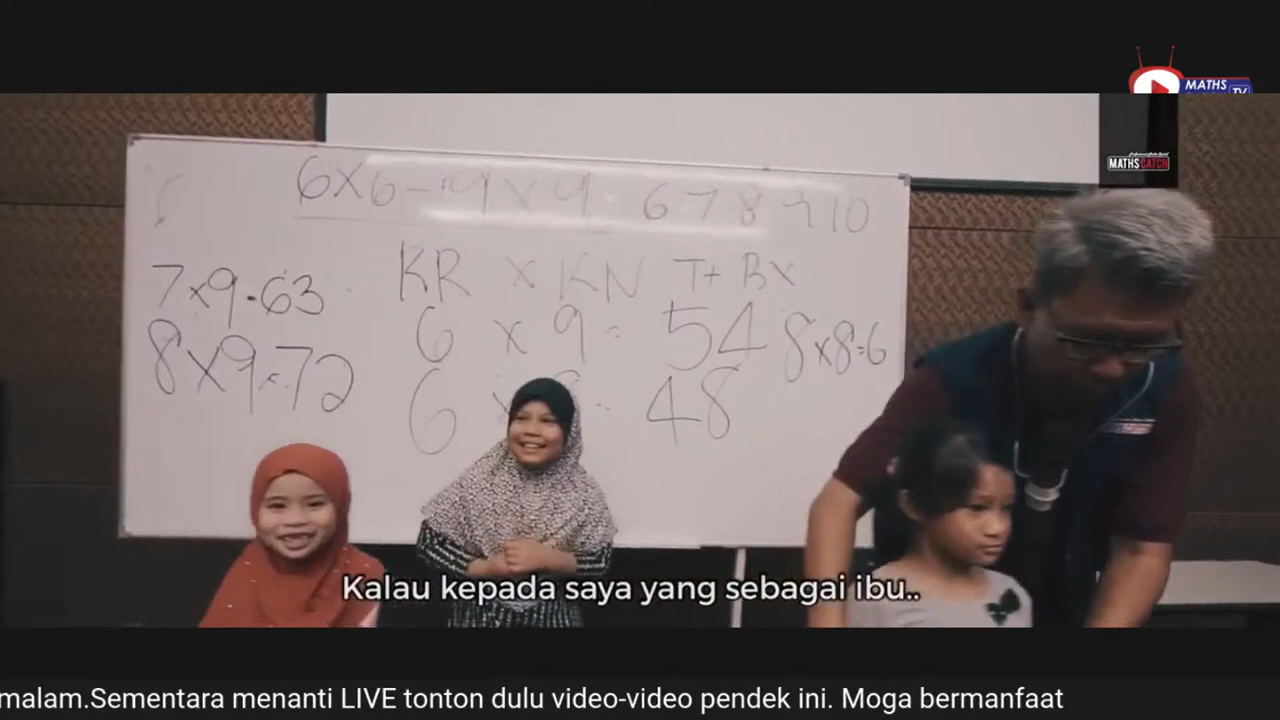 MATHS
TV
MATHSCATCH
6x6-9x9. 6 7 8 9 10
7x9.63
KR x KN T+ Bx
8x9.72
6 x 9= 54
8x8=6
6 48
Kalau kepada saya yang sebagai ibu..
malam.Sementara menanti LIVE tonton dulu video-video pendek ini. Moga bermanfaat